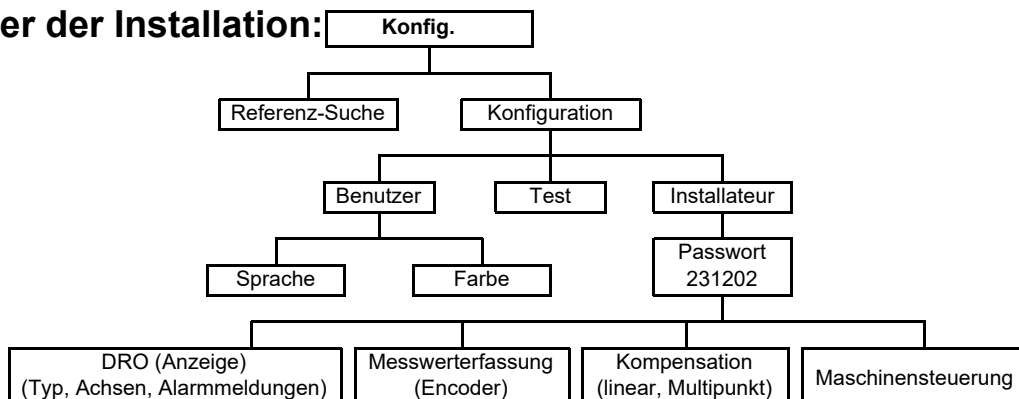 er der Installation:
Konfig.
Referenz-Suche
Konfiguration
Benutzer
Test
Installateur
Sprache
Farbe
Passwort
231202
DRO (Anzeige)
(Typ, Achsen, Alarmmeldungen)
Messwerterfassung
(Encoder)
Kompensation
(linear, Multipunkt)
Maschinensteuerung